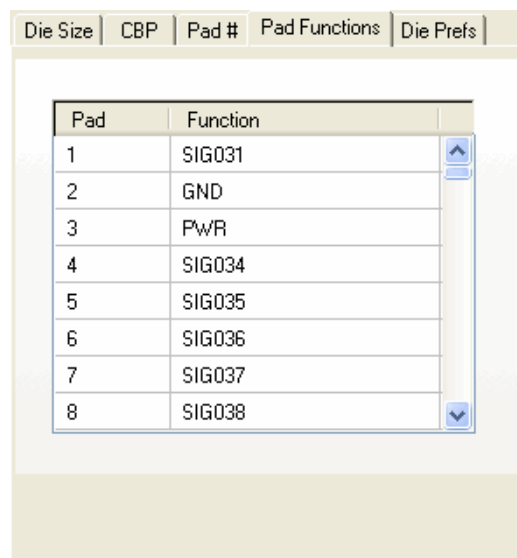 Die Size CBP Pad # Pad Functions Die Prefs
Pad Function
1 SIG031
2 GND
3 PWR
4 SIG034
5 SIG035
6 SIG036
7 SIG037
8 SIG038